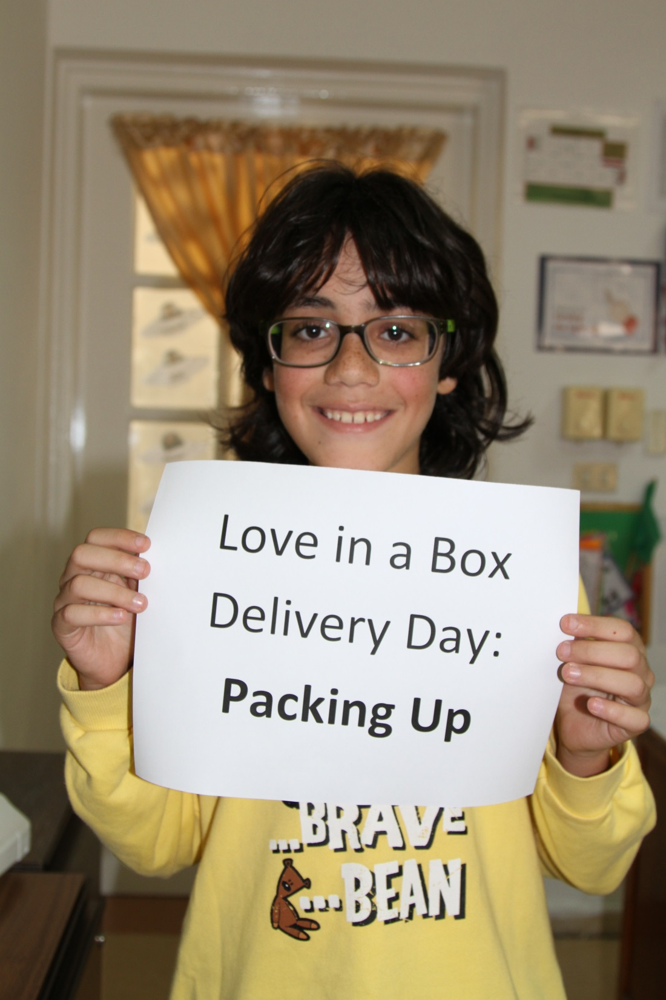 Love in a Box
Delivery Day:
Packing Up
...BRAVE
...BEAN